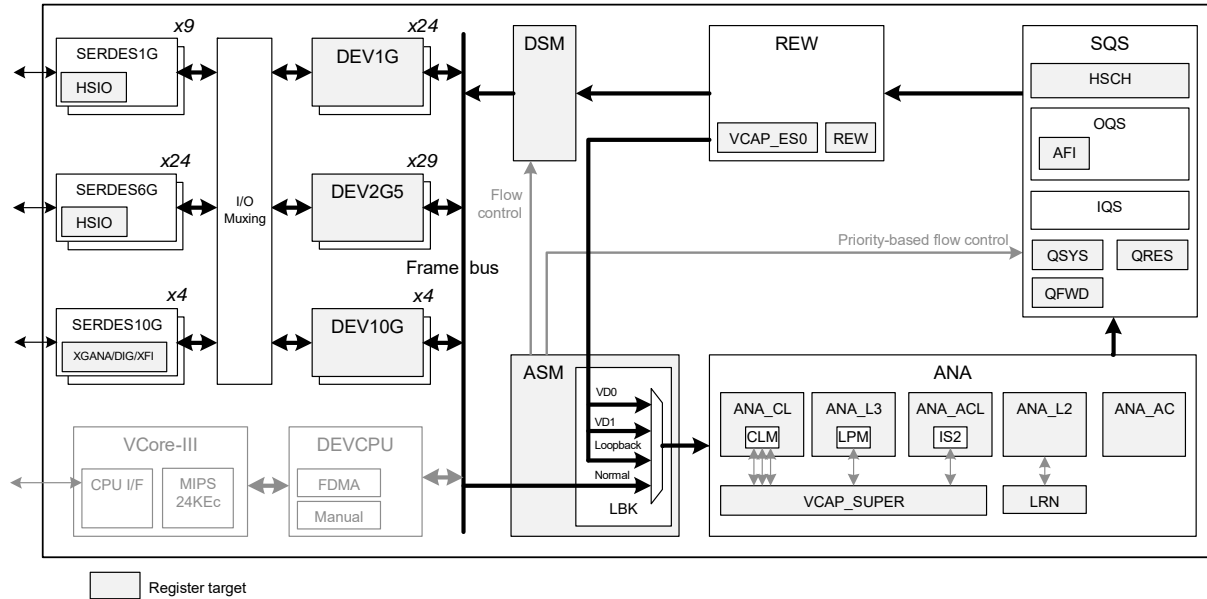 x9
SERDES1G
HSIO
x24
SERDES6G
HSIO
x4
SERDES10G
XGANA/DIG/XFI
I/O
Muxing
x24
DEV1G
x29
DEV2G5
x4
DEV10G
Frame bus
VCore-III
CPU I/F
MIPS
24KEc
DEVCPU
FDMA
Manual
DSM
Flow
control
REW
VCAP_ES0
REW
Priority-based flow control
SQS
HSCH
OQS
AFI
IQS
QSYS
QRES
QFWD
ASM
VD0
VD1
Loopback
Normal
LBK
ANA
ANA_CL
CLM
ANA_L3
LPM
ANA_ACL
IS2
ANA_L2
ANA_AC
VCAP_SUPER
LRN
Register target